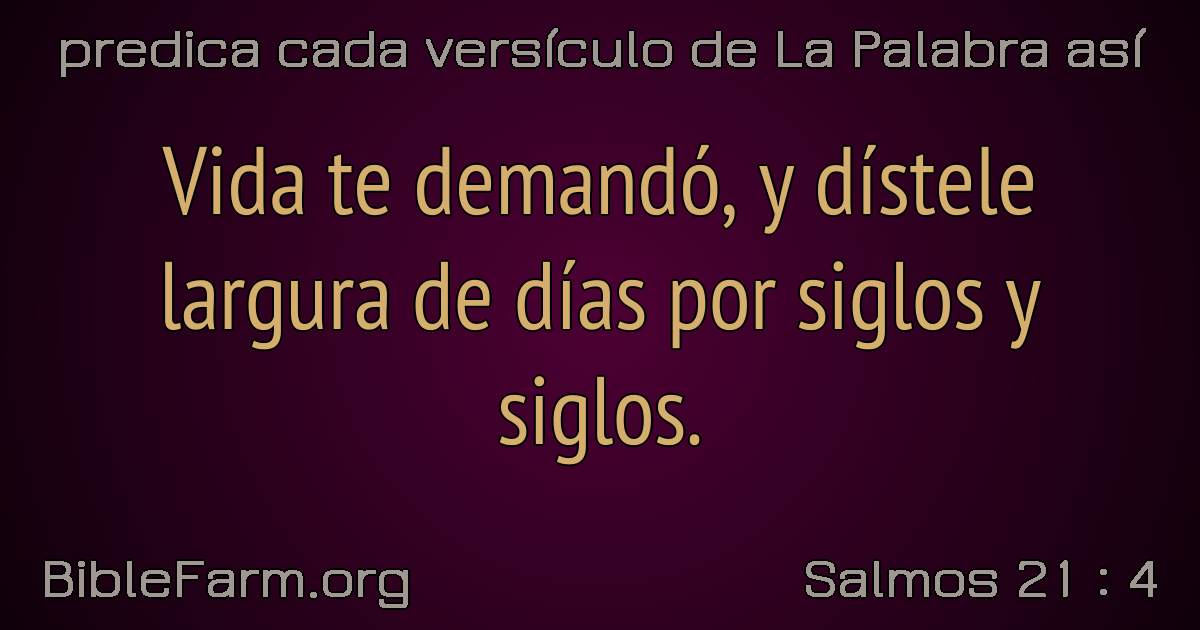 predica cada versículo de La Palabra así
Vida te demandó, y dístele
largura de días por siglos y
siglos.
BibleFarm.org
Salmos 21 : 4